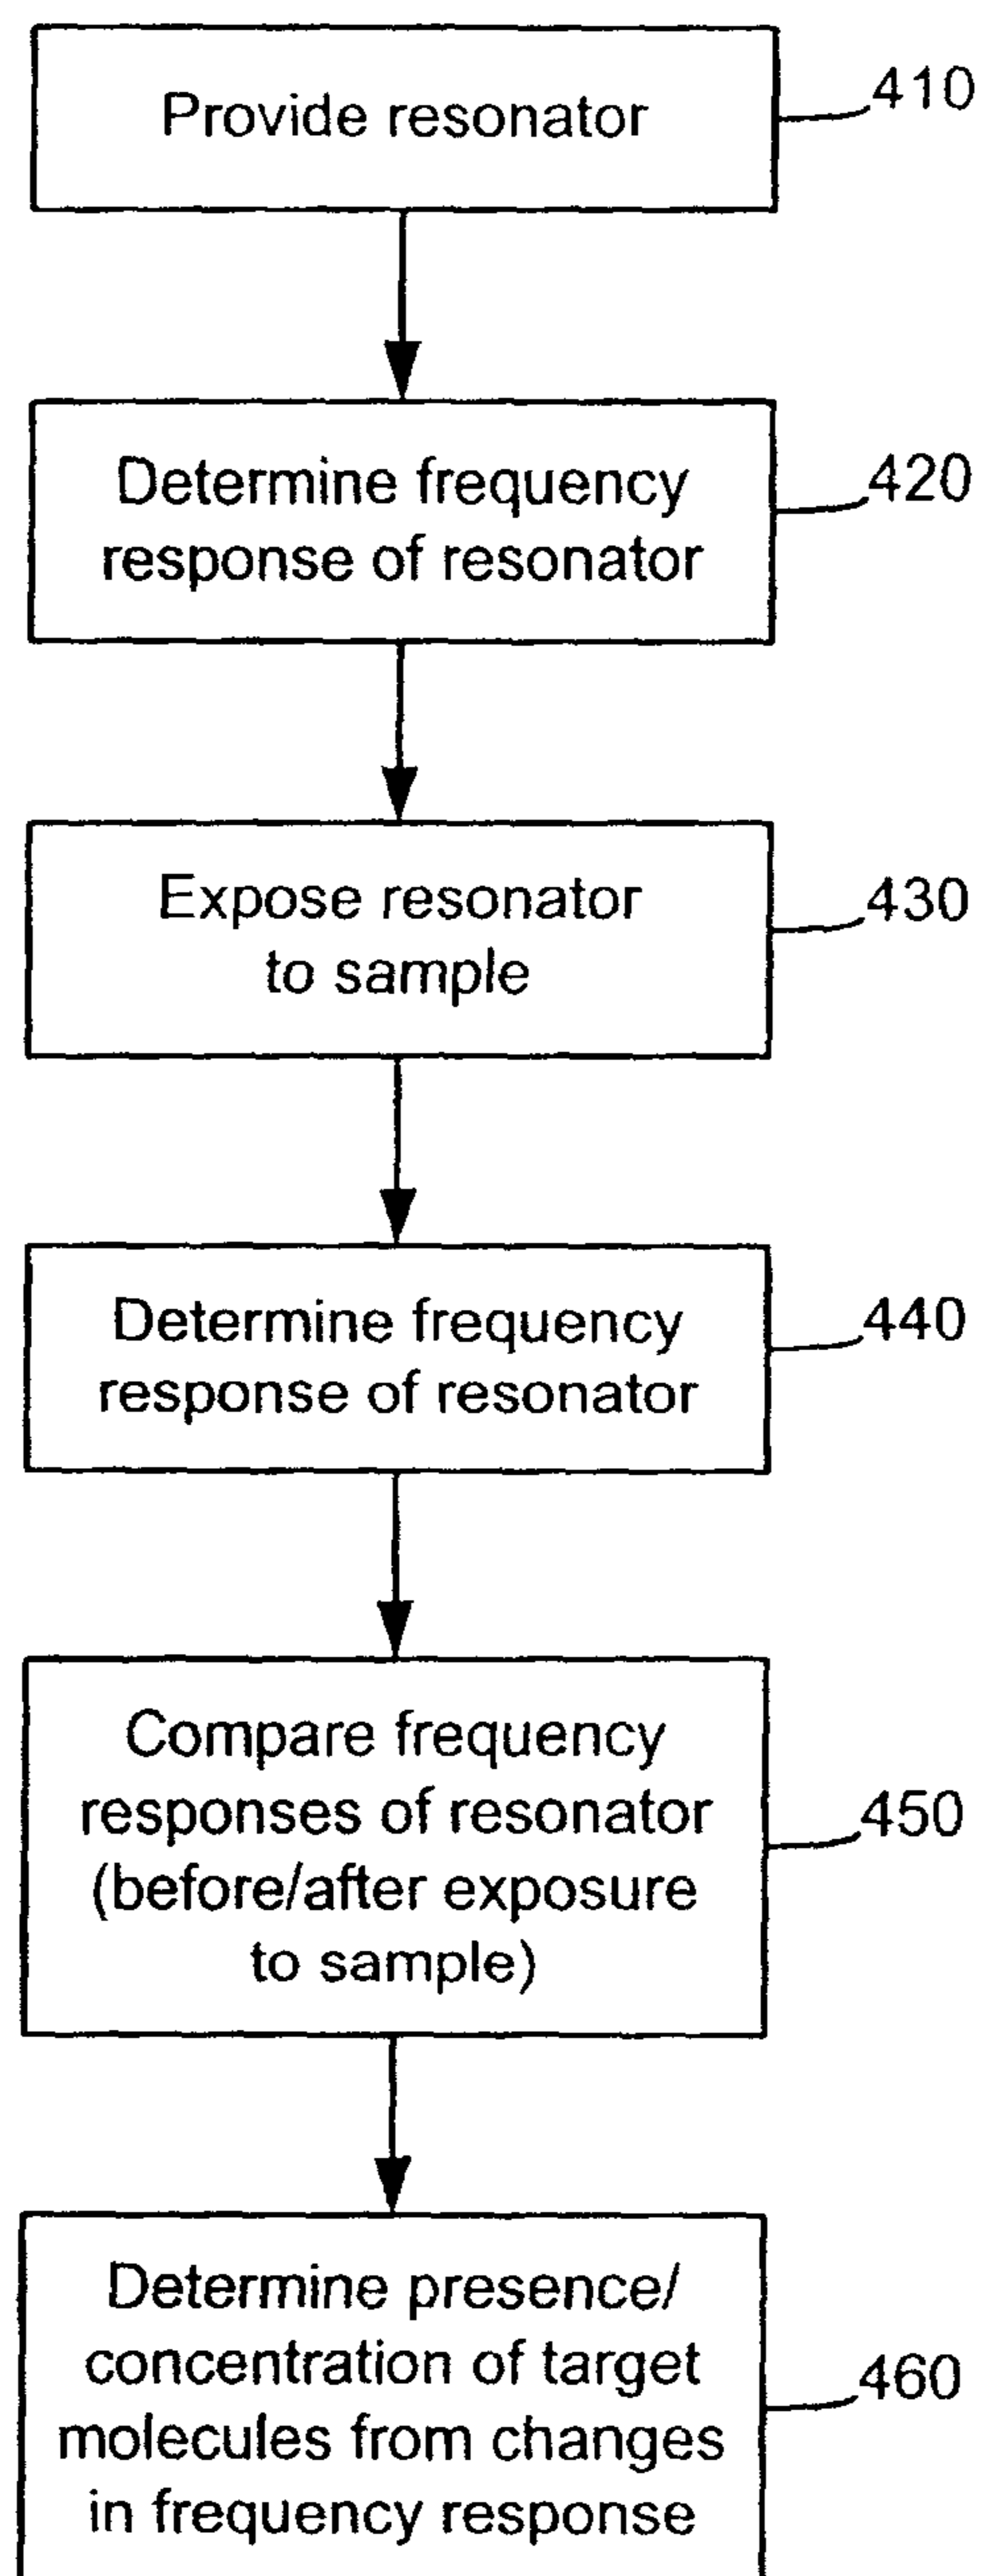 Provide resonator
410
Determine frequency
response of resonator
420
Expose resonator
to sample
430
Determine frequency
response of resonator
440
Compare frequency
responses of resonator
(before/after exposure
to sample)
450
Determine presence/
concentration of target
molecules from changes
in frequency response
460